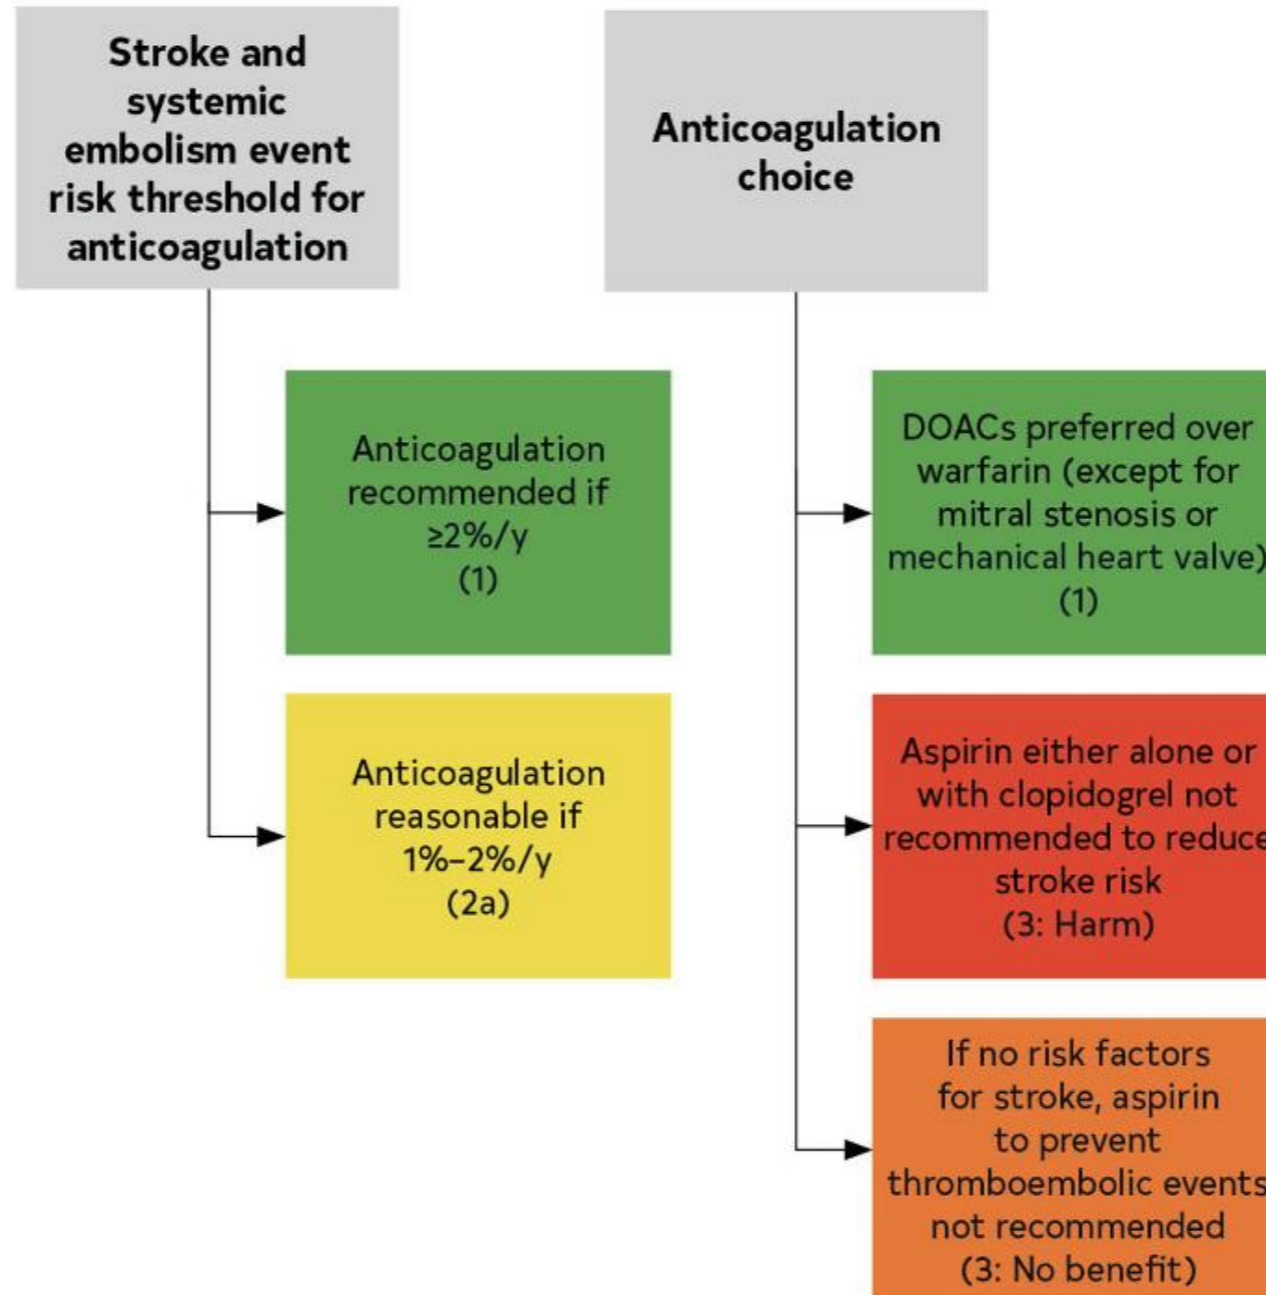 Stroke and
systemic
embolism event
risk threshold for
anticoagulation
Anticoagulation
recommended if
≥2%/y
(1)
Anticoagulation
reasonable if
1%–2%/y
(2a)
Anticoagulation
choice
DOACs preferred over
warfarin (except for
mitral stenosis or
mechanical heart valve)
(1)
Aspirin either alone or
with clopidogrel not
recommended to reduce
stroke risk
(3: Harm)
If no risk factors
for stroke, aspirin
to prevent
thromboembolic events
not recommended
(3: No benefit)